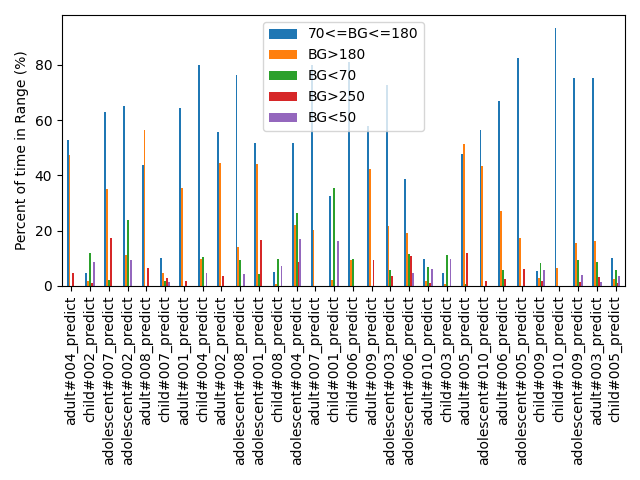 Percent of time in Range (%)
80
60
40
20
0
70<=BG<=180
BG>180
BG<70
BG>250
BG<50
adult#004_predict
child#002_predict
adolescent#007_predict
adolescent#002_predict
adult#008_predict
child#007_predict
adult#001_predict
child#004_predict
adult#002_predict
adolescent#008_predict
adolescent#001_predict
child#008_predict
adolescent#004_predict
adult#007_predict
child#001_predict
child#006_predict
adult#009_predict
adolescent#003_predict
adolescent#006_predict
adult#010_predict
child#003_predict
adult#005_predict
adolescent#010_predict
adult#006_predict
adolescent#005_predict
child#009_predict
child#010_predict
adolescent#009_predict
adult#003_predict
child#005_predict